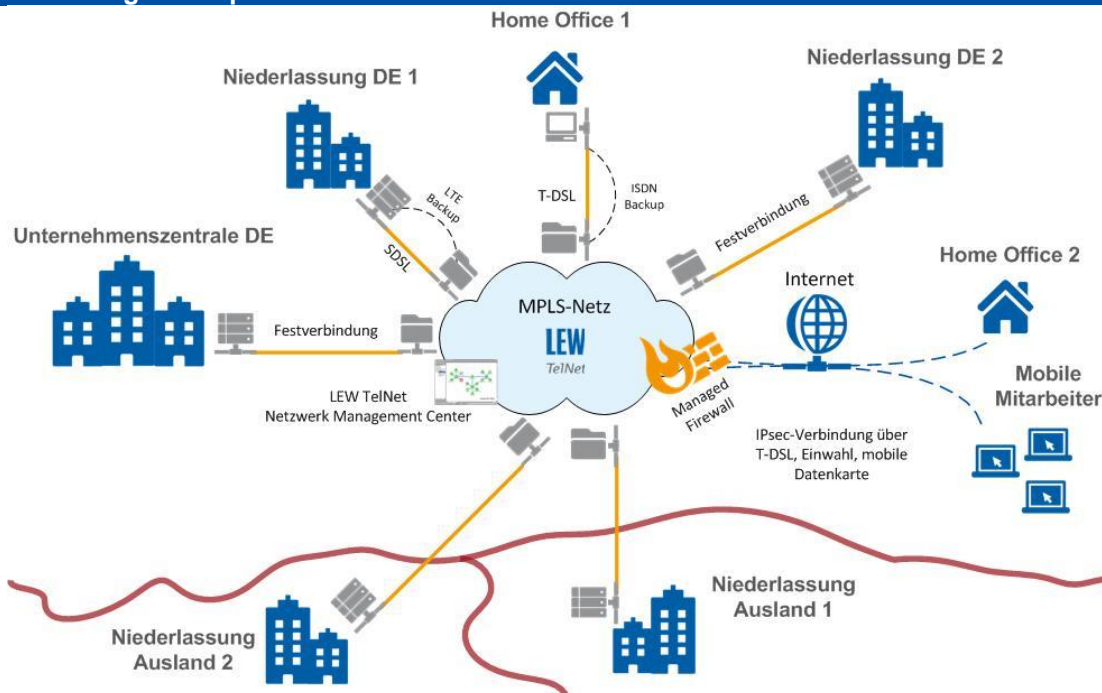 Home Office 1
Niederlassung DE 1
Niederlassung DE 2
LTE
Backup
SDSL
T-DSL
ISDN
Backup
Festverbindung
Unternehmenszentrale DE
Home Office 2
Internet
MPLS-Netz
LEW
TelNet
Festverbindung
LEW TelNet
Netzwerk Management Center
Managed
Firewall
Mobile
Mitarbeiter
IPsec-Verbindung über
T-DSL, Einwahl, mobile
Datenkarte
Niederlassung
Ausland 1
Niederlassung
Ausland 2